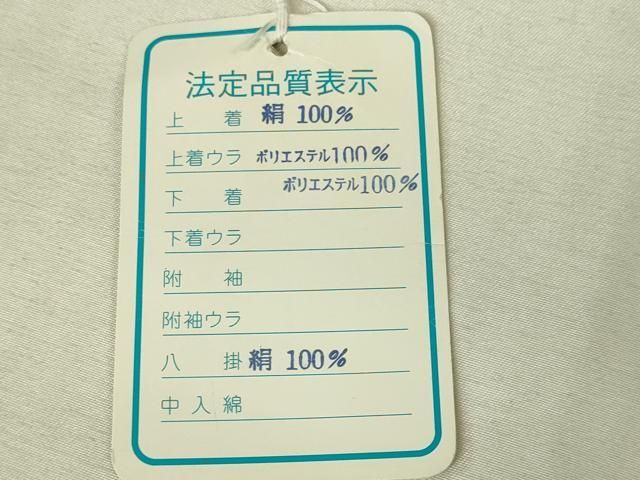 法定品質表示
上着 絹 100%
上着ウラ ポリエステル100%
下着 ポリエステル100%
下着ウラ
附袖
附袖ウラ
八掛 絹 100%
中入綿